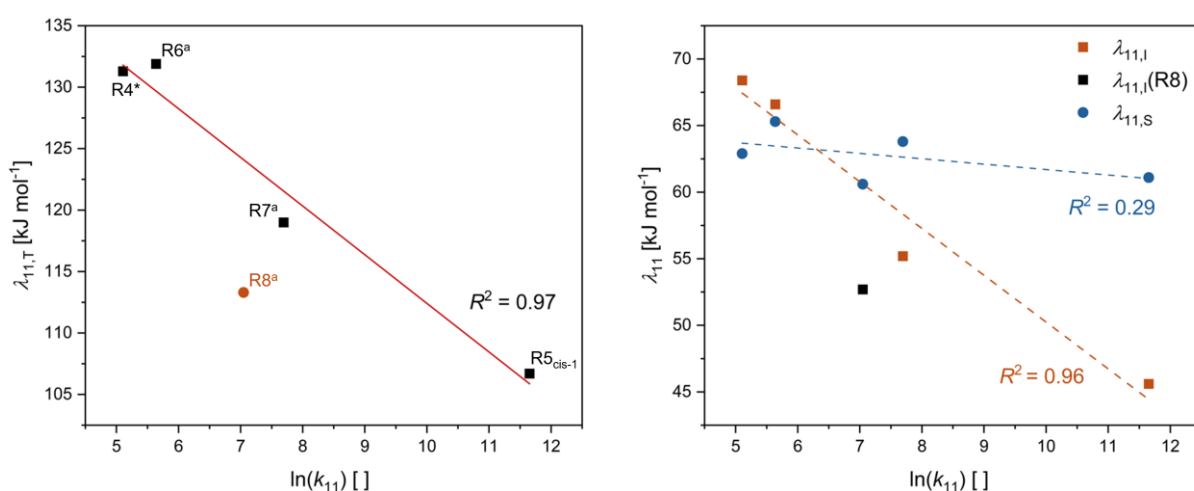 135
130
125
120
115
110
105
λ11,T [kJ mol⁻¹]
R4*
R6ᵃ
R7ᵃ
R8ᵃ
R5cis-1
R² = 0.97
5 6 7 8 9 10 11 12
ln(k11) [ ]
70
65
60
55
50
45
λ11 [kJ mol⁻¹]
λ11,I
λ11,I(R8)
λ11,S
R² = 0.29
R² = 0.96
5 6 7 8 9 10 11 12
ln(k11) [ ]